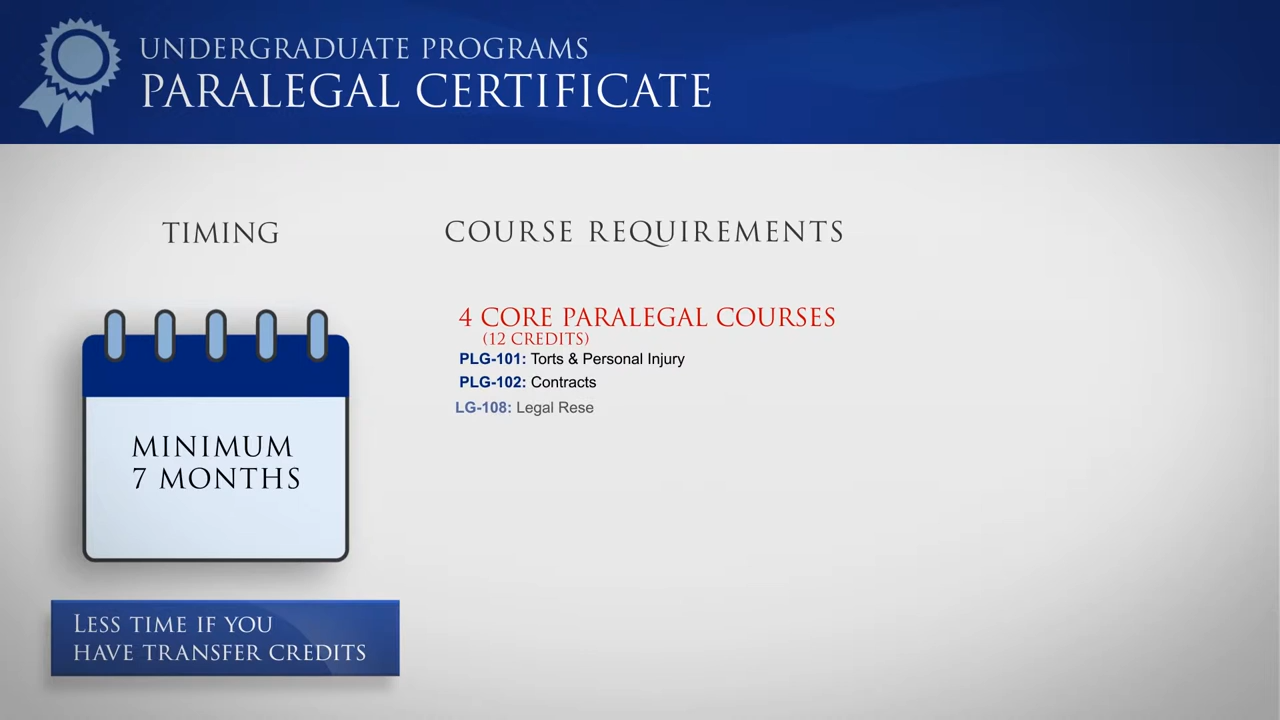 UNDERGRADUATE PROGRAMS
PARALEGAL CERTIFICATE
TIMING
MINIMUM
7 MONTHS
LESS TIME IF YOU
HAVE TRANSFER CREDITS
COURSE REQUIREMENTS
4 CORE PARALEGAL COURSES
(12 CREDITS)
PLG-101: Torts & Personal Injury
PLG-102: Contracts
LG-108: Legal Rese